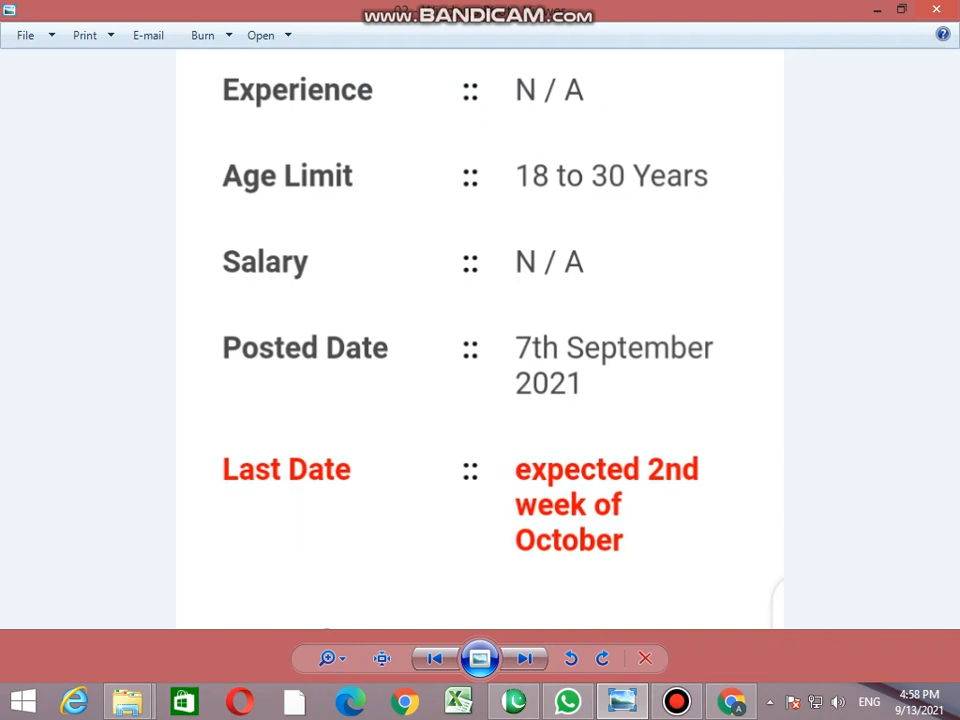 www.BANDICAM.com
File Print E-mail Burn Open
Experience :: N / A
Age Limit :: 18 to 30 Years
Salary :: N / A
Posted Date :: 7th September
2021
Last Date :: expected 2nd
week of
October
ENG
4:58 PM
9/13/2021